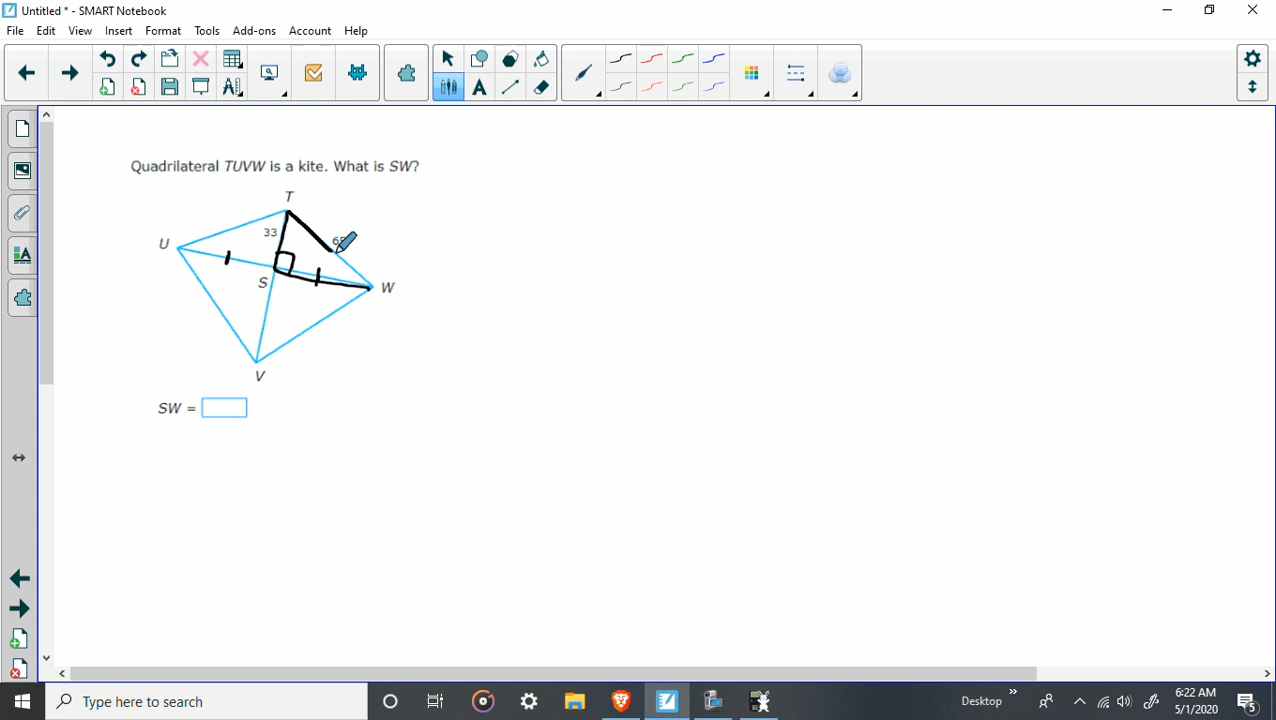 Untitled * - SMART Notebook
File Edit View Insert Format Tools Add-ons Account Help
Quadrilateral TUVW is a kite. What is SW?
T
33
U
S
W
V
SW =
Type here to search
Desktop
6:22 AM
5/1/2020
5